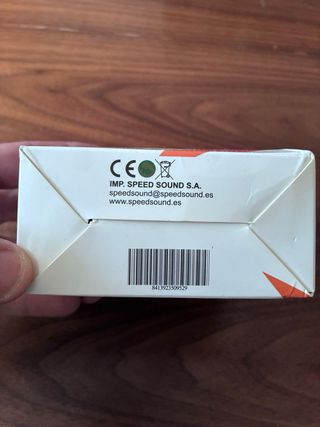 CE
IMP. SPEED SOUND S.A.
speedsound@speedsound.es
www.speedsound.es
8413923509529